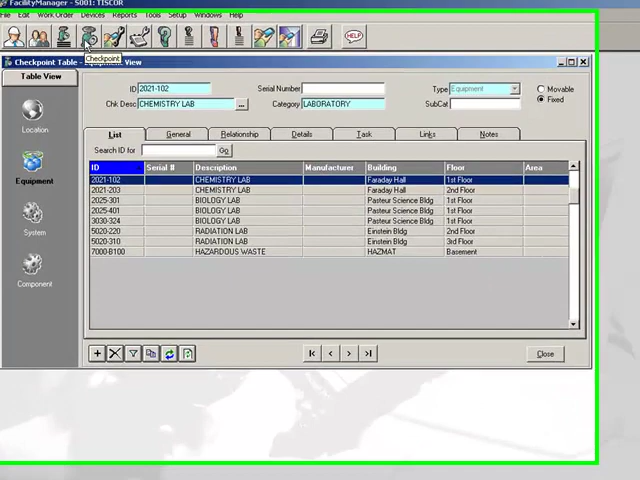 FacilityManager - S001: TISCOR
File Edit Work Order Devices Reports Tools Setup Windows Help
HELP
Checkpoint
Checkpoint Table - Equipment View
Table View
ID 2021-102 Serial Number Type Equipment Movable
Chk Desc CHEMISTRY LAB ... Category LABORATORY SubCat Fixed
List General Relationship Details Task Links Notes
Search ID for Go
ID Serial # Description Manufacturer Building Floor Area
2021-102 CHEMISTRY LAB Faraday Hall 1st Floor
2021-203 CHEMISTRY LAB Faraday Hall 2nd Floor
2025-301 BIOLOGY LAB Pasteur Science Bldg 1st Floor
2025-401 BIOLOGY LAB Pasteur Science Bldg 1st Floor
3030-324 BIOLOGY LAB Pasteur Science Bldg 1st Floor
5020-220 RADIATION LAB Einstein Bldg 2nd Floor
5020-310 RADIATION LAB Einstein Bldg 3rd Floor
7000-B100 HAZARDOUS WASTE HAZMAT Basement
Location
Equipment
System
Component
Close